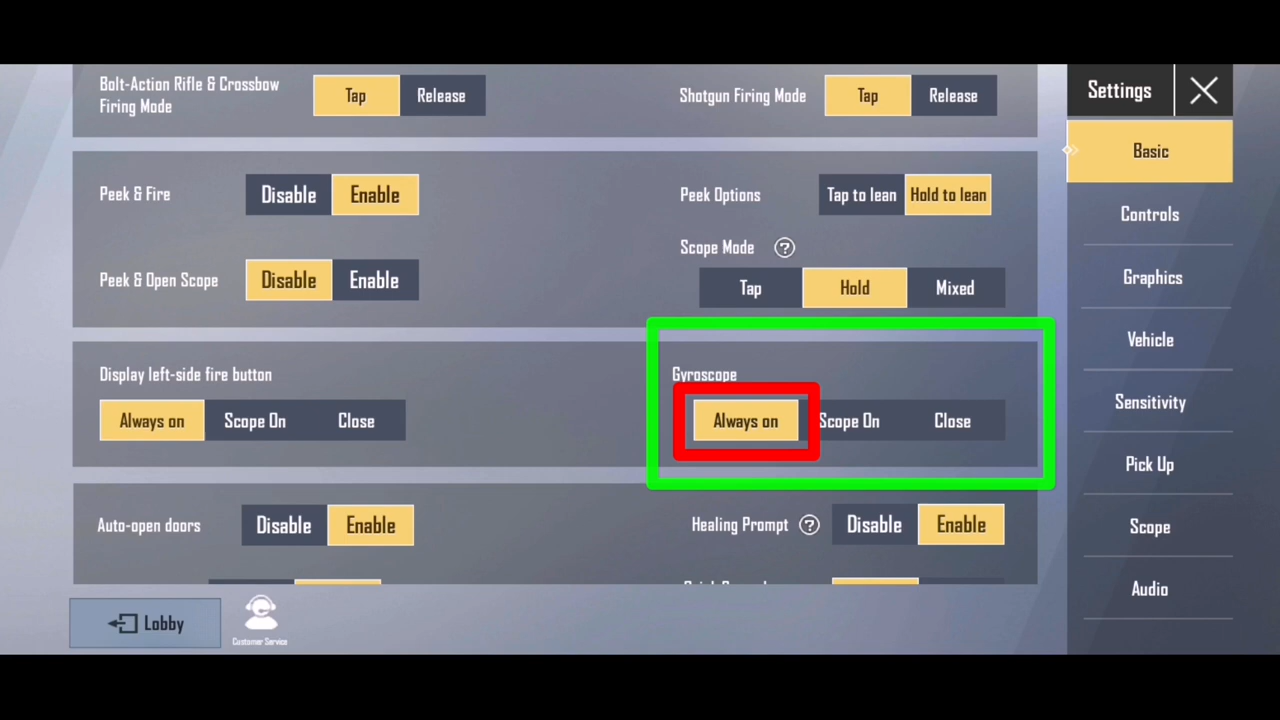 Bolt-Action Rifle & Crossbow
Firing Mode
Tap
Release
Shotgun Firing Mode
Tap
Release
Settings
Basic
Peek & Fire
Disable
Enable
Peek Options
Tap to lean
Hold to lean
Controls
Scope Mode ?
Peek & Open Scope
Disable
Enable
Tap
Hold
Mixed
Graphics
Vehicle
Display left-side fire button
Gyroscope
Always on
Scope On
Close
Always on
Scope On
Close
Sensitivity
Pick Up
Auto-open doors
Disable
Enable
Healing Prompt ?
Disable
Enable
Scope
Audio
Lobby
Customer Service